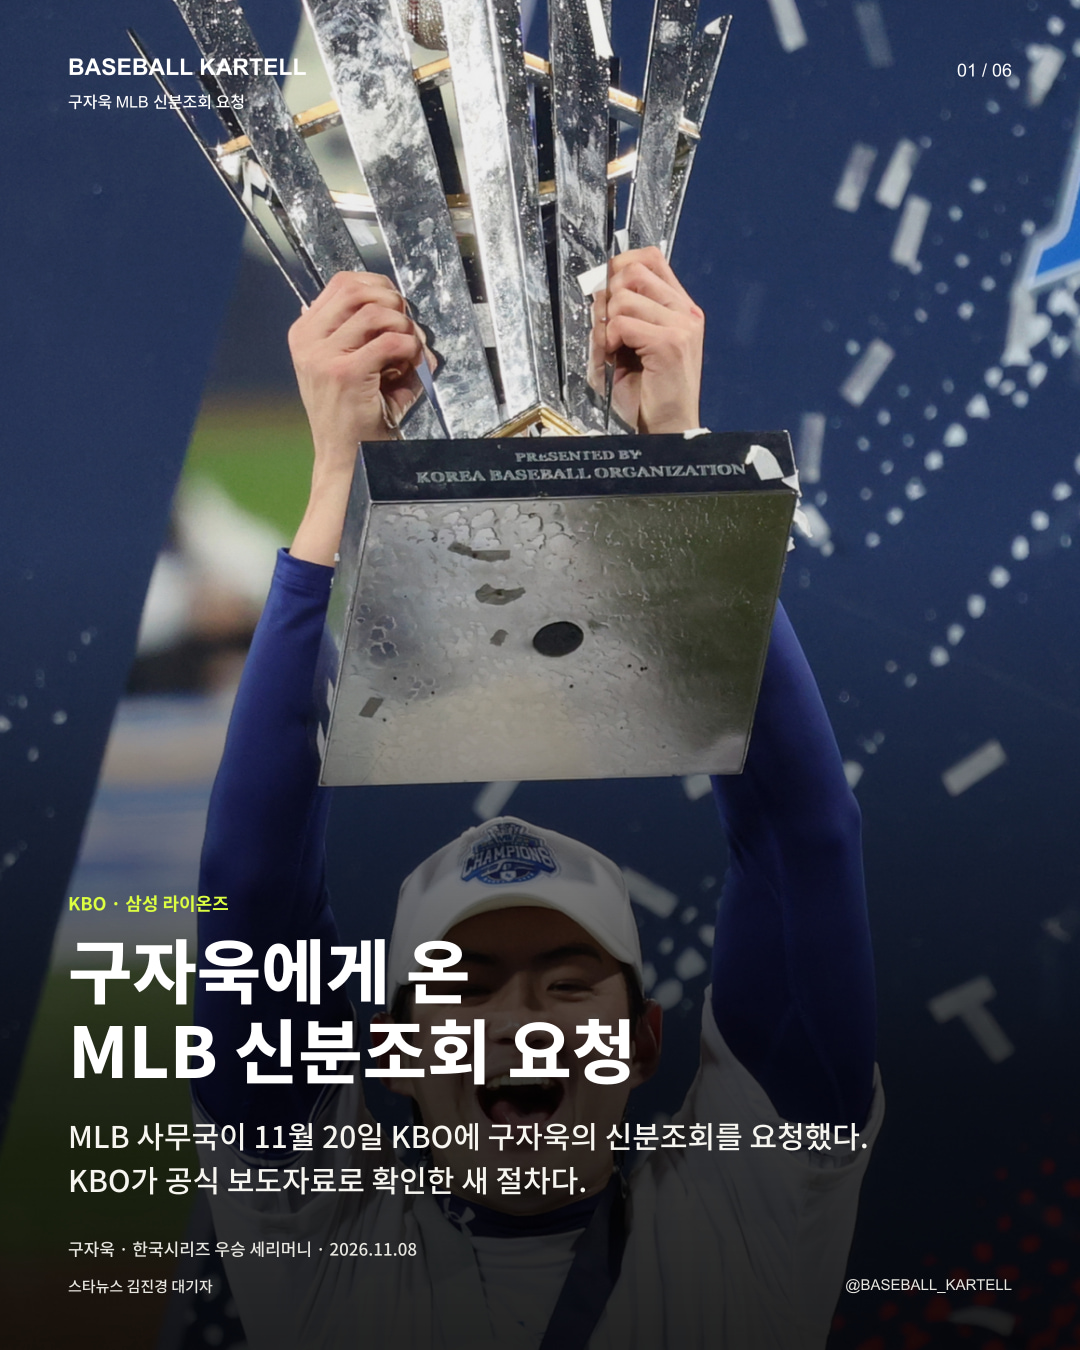 BASEBALL KARTELL
구자욱 MLB 신분조회 요청
01 / 06
PRESENTED BY
KOREA BASEBALL ORGANIZATION
CHAMPIONS
KBO · 삼성 라이온즈
구자욱에게 온
MLB 신분조회 요청
MLB 사무국이 11월 20일 KBO에 구자욱의 신분조회를 요청했다.
KBO가 공식 보도자료로 확인한 새 절차다.
구자욱 · 한국시리즈 우승 세리머니 · 2026.11.08
스타뉴스 김진경 대기자
@BASEBALL_KARTELL